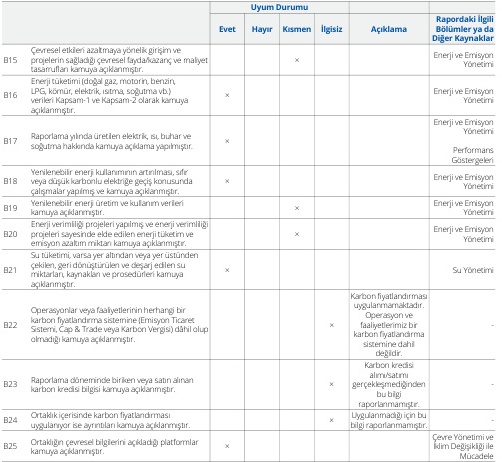 Uyum Durumu
Evet Hayır Kısmen İlgisiz Açıklama Rapordaki İlgili
Bölümler ya da
Diğer Kaynaklar
B15 Çevresel etkileri azaltmaya yönelik girişim ve
projelerin sağladığı çevresel fayda/kazanç ve maliyet
tasarrufları kamuya açıklanmıştır.
× Enerji ve Emisyon
Yönetimi
B16 Enerji tüketimi (doğal gaz, motorin, benzin,
LPG, kömür, elektrik, ısıtma, soğutma vb.)
verileri Kapsam-1 ve Kapsam-2 olarak kamuya
açıklanmıştır.
× Enerji ve Emisyon
Yönetimi
B17 Raporlama yılında üretilen elektrik, ısı, buhar ve
soğutma hakkında kamuya açıklama yapılmıştır.
× Enerji ve Emisyon
Yönetimi
Performans
Göstergeleri
B18 Yenilenebilir enerji kullanımının artırılması, sıfır
veya düşük karbonlu elektriğe geçiş konusunda
çalışmalar yapılmış ve kamuya açıklanmıştır.
× Enerji ve Emisyon
Yönetimi
B19 Yenilenebilir enerji üretim ve kullanım verileri
kamuya açıklanmıştır.
× Enerji ve Emisyon
Yönetimi
B20 Enerji verimliliği projeleri yapılmış ve enerji verimliliği
projeleri sayesinde elde edilen enerji tüketim ve
emisyon azaltım miktarı kamuya açıklanmıştır.
× Enerji ve Emisyon
Yönetimi
B21 Su tüketimi, varsa yer altından veya yer üstünden
çekilen, geri dönüştürülen ve deşarj edilen su
miktarları, kaynakları ve prosedürleri kamuya
açıklanmıştır.
× Su Yönetimi
B22 Operasyonlar veya faaliyetlerinin herhangi bir
karbon fiyatlandırma sistemine (Emisyon Ticaret
Sistemi, Cap & Trade veya Karbon Vergisi) dâhil olup
olmadığı kamuya açıklanmıştır.
× Karbon fiyatlandırması
uygulanmamaktadır.
Operasyon ve
faaliyetlerimiz bir
karbon fiyatlandırma
sistemine dahil
değildir.
-
B23 Raporlama döneminde biriken veya satın alınan
karbon kredisi bilgisi kamuya açıklanmıştır.
× Karbon kredisi
alımı/satımı
gerçekleşmediğinden
bu bilgi
raporlanmamıştır.
-
B24 Ortaklık içerisinde karbon fiyatlandırması
uygulanıyor ise ayrıntıları kamuya açıklanmıştır.
× Uygulanmadığı için bu
bilgi raporlanmamıştır.
-
B25 Ortaklığın çevresel bilgilerini açıkladığı platformlar
kamuya açıklanmıştır.
× Çevre Yönetimi ve
İklim Değişikliği ile
Mücadele